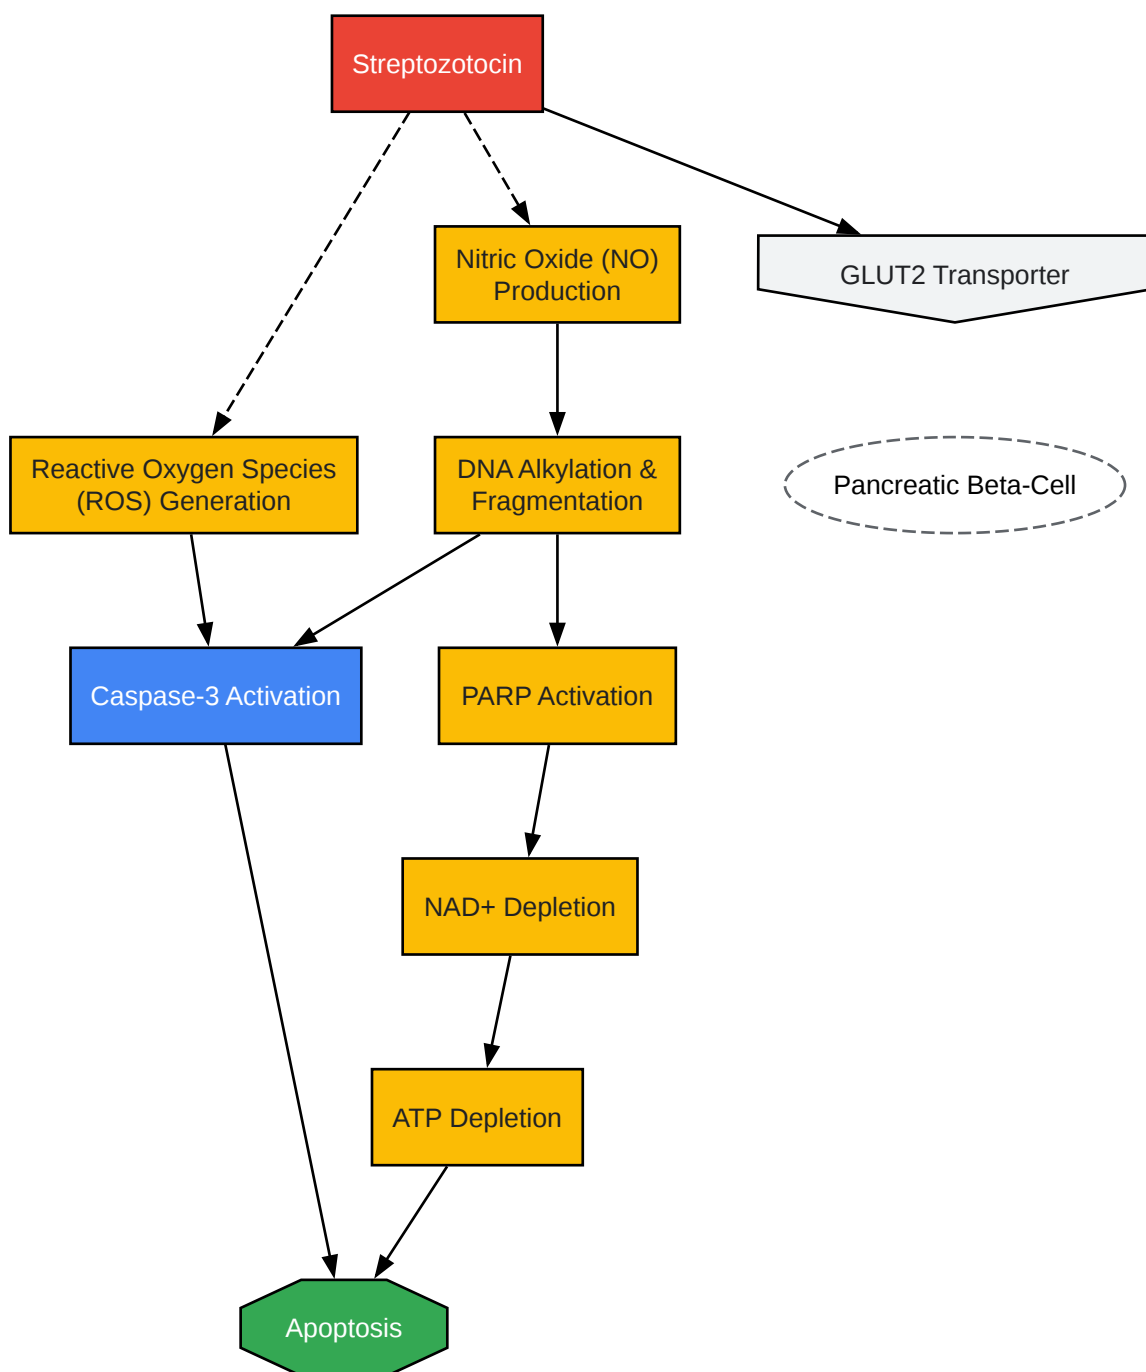 Streptozotocin
Nitric Oxide (NO)
Production
GLUT2 Transporter
Reactive Oxygen Species
(ROS) Generation
DNA Alkylation &
Fragmentation
Pancreatic Beta-Cell
Caspase-3 Activation
PARP Activation
NAD+ Depletion
ATP Depletion
Apoptosis